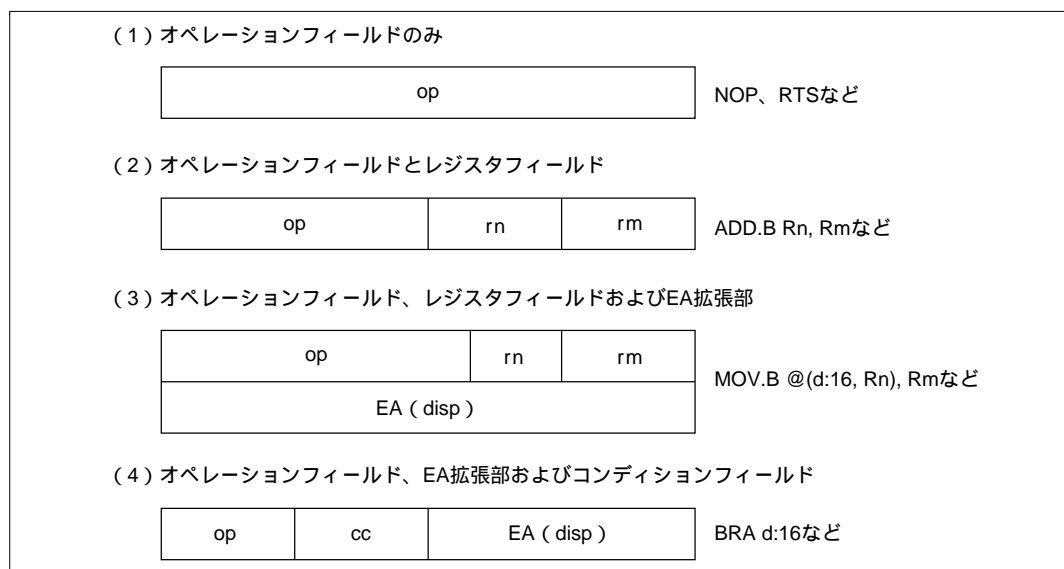 （1）オペレーションフィールドのみ
op
NOP、RTSなど
（2）オペレーションフィールドとレジスタフィールド
op rn rm
ADD.B Rn, Rmなど
（3）オペレーションフィールド、レジスタフィールドおよびEA拡張部
op rn rm
EA（disp）
MOV.B @(d:16, Rn), Rmなど
（4）オペレーションフィールド、EA拡張部およびコンディションフィールド
op cc EA（disp）
BRA d:16など